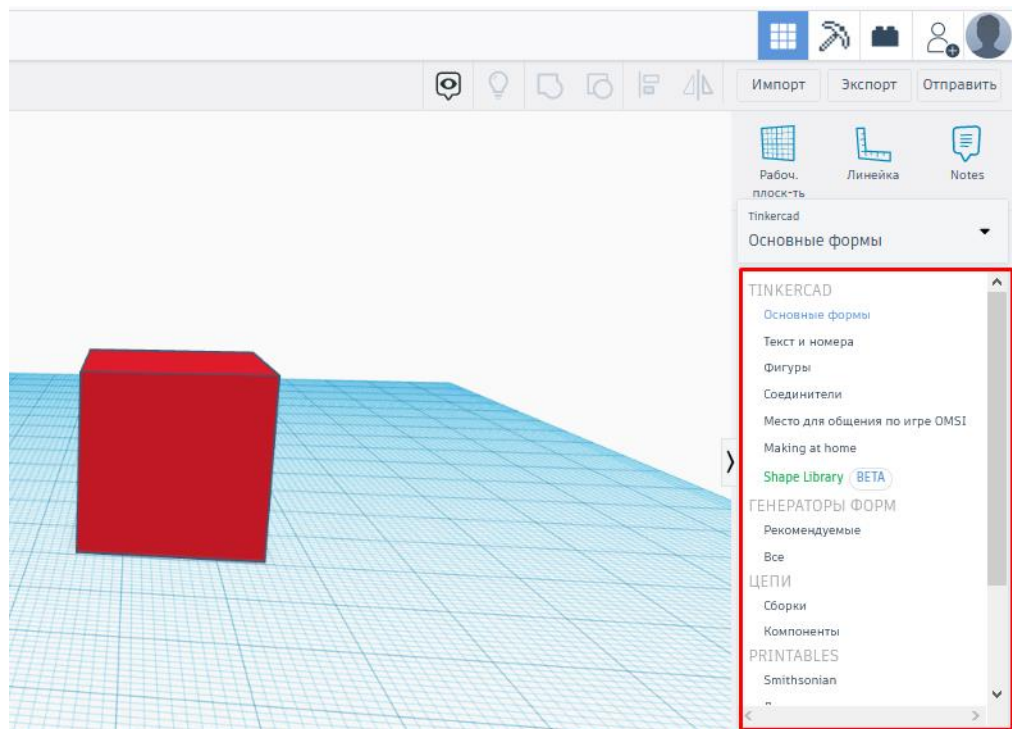 Импорт
Экспорт
Отправить
Рабоч.
плоск-ть
Линейка
Notes
Tinkercad
Основные формы
TINKERCAD
Основные формы
Текст и номера
Фигуры
Соединители
Место для общения по игре OMSI
Making at home
Shape Library BETA
ГЕНЕРАТОРЫ ФОРМ
Рекомендуемые
Все
ЦЕПИ
Сборки
Компоненты
PRINTABLES
Smithsonian